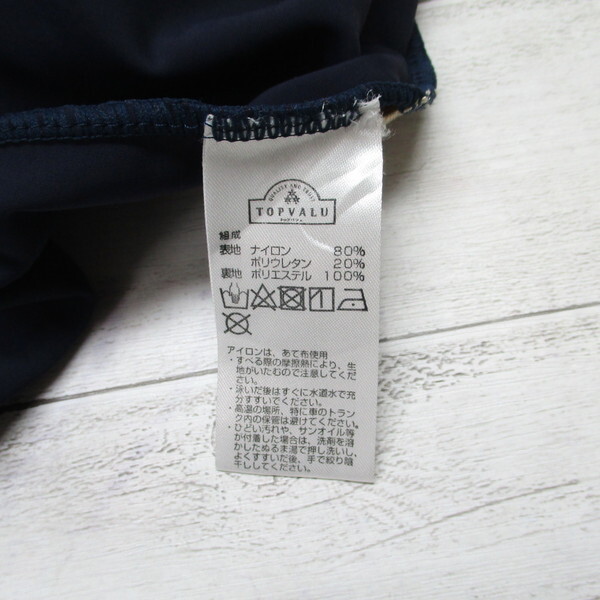 QUALITY AND TRUST
TOPVALU
組成
表地 ナイロン 80%
ポリウレタン 20%
裏地 ポリエステル 100%
アイロンは、あて布使用
・すべる際の摩擦熱により、生
地がいたむので注意してくだ
さい。
・泳いだ後はすぐに水道水で充
分すすいでください。
・高温の場所、特に車のトラン
ク内の保管は避けてください。
・ひどい汚れや、サンオイル等
が付着した場合は、洗剤を溶
かしたぬるま湯で押し洗いし、
よくすすいだ後、手で絞り陰
干ししてください。